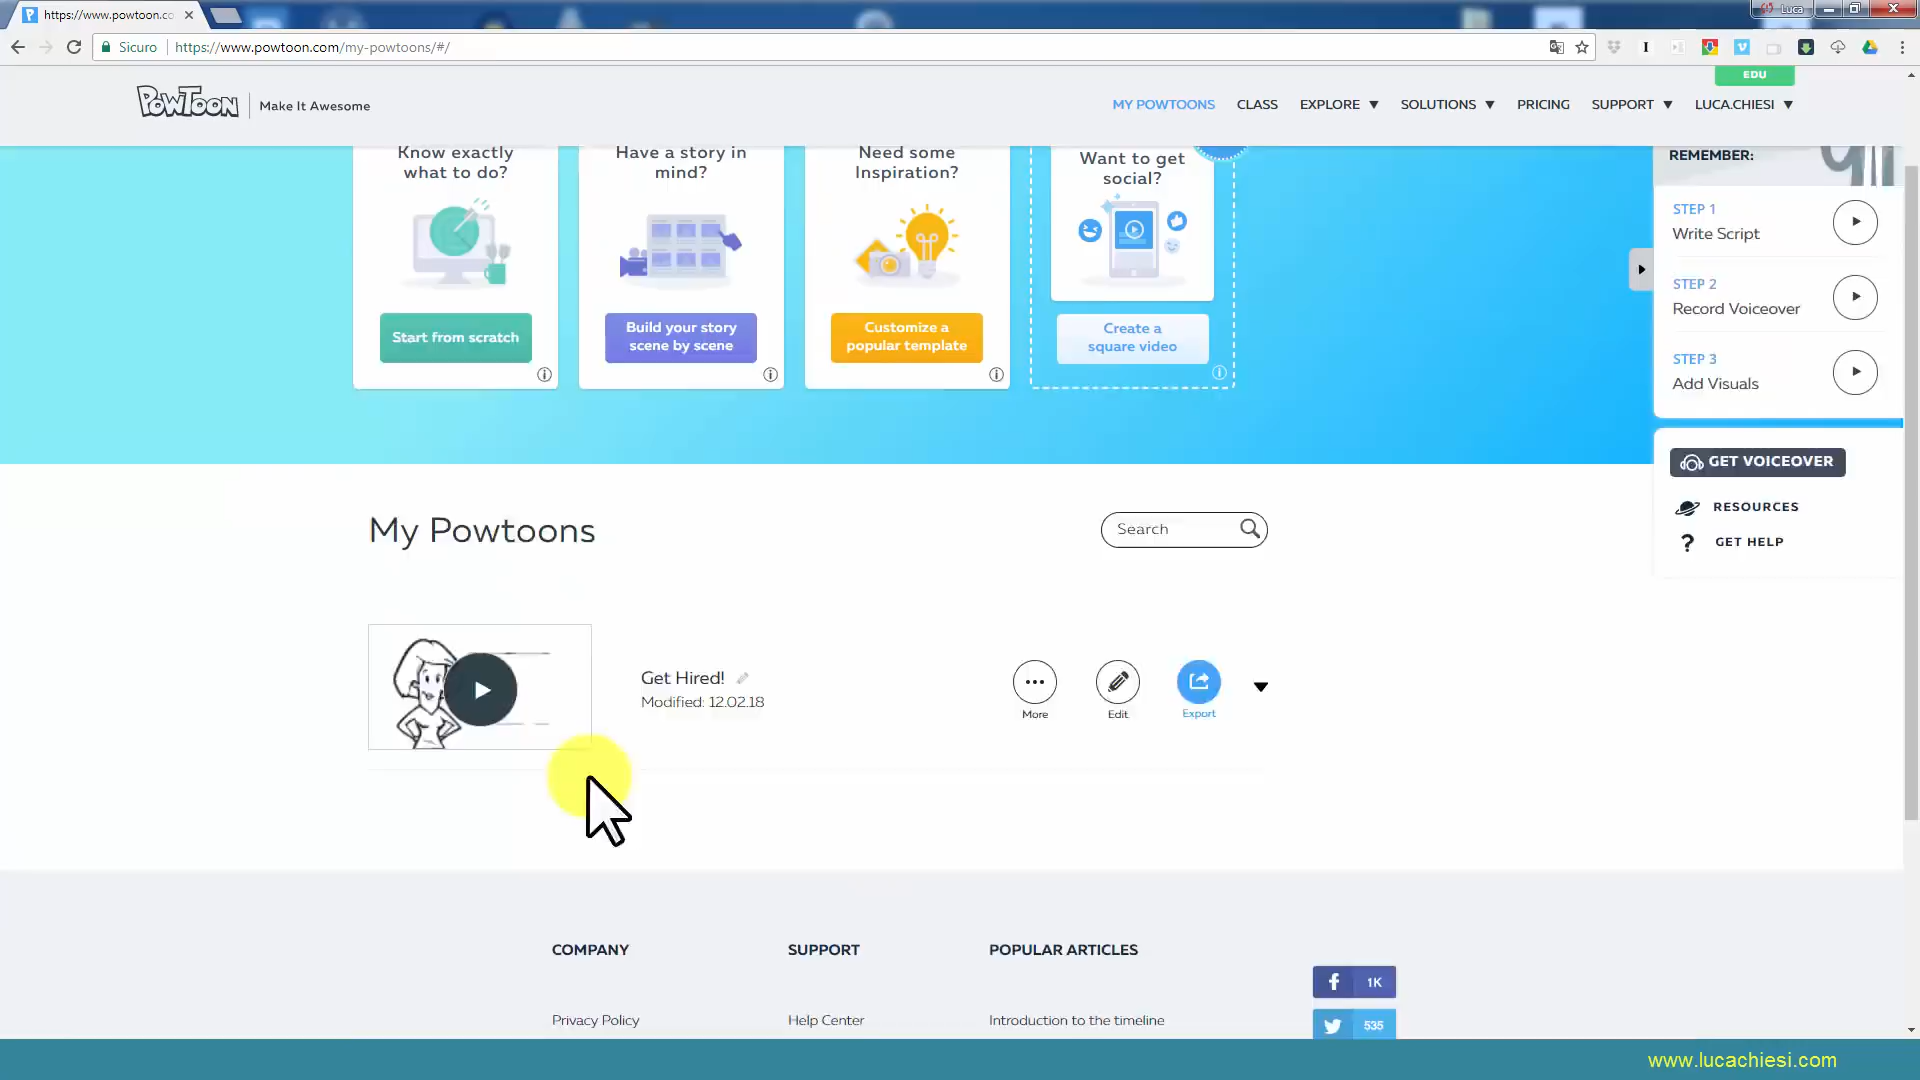 https://www.powtoon.co
Luca
Sicuro
https://www.powtoon.com/my-powtoons/#/
EDU
PowToon
Make It Awesome
MY POWTOONS
CLASS
EXPLORE
SOLUTIONS
PRICING
SUPPORT
LUCA.CHIESI
Know exactly
what to do?
Start from scratch
Have a story in
mind?
Build your story
scene by scene
Need some
Inspiration?
Customize a
popular template
Want to get
social?
Create a
square video
REMEMBER:
STEP 1
Write Script
STEP 2
Record Voiceover
STEP 3
Add Visuals
GET VOICEOVER
RESOURCES
? GET HELP
My Powtoons
Search
Get Hired!
Modified: 12.02.18
More
Edit
Export
COMPANY
SUPPORT
POPULAR ARTICLES
Privacy Policy
Help Center
Introduction to the timeline
1K
535
www.lucachiesi.com